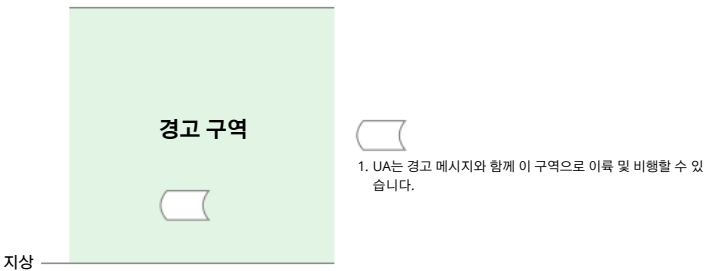 경고 구역
1. UA는 경고 메시지와 함께 이 구역으로 이륙 및 비행할 수 있
습니다.
지상